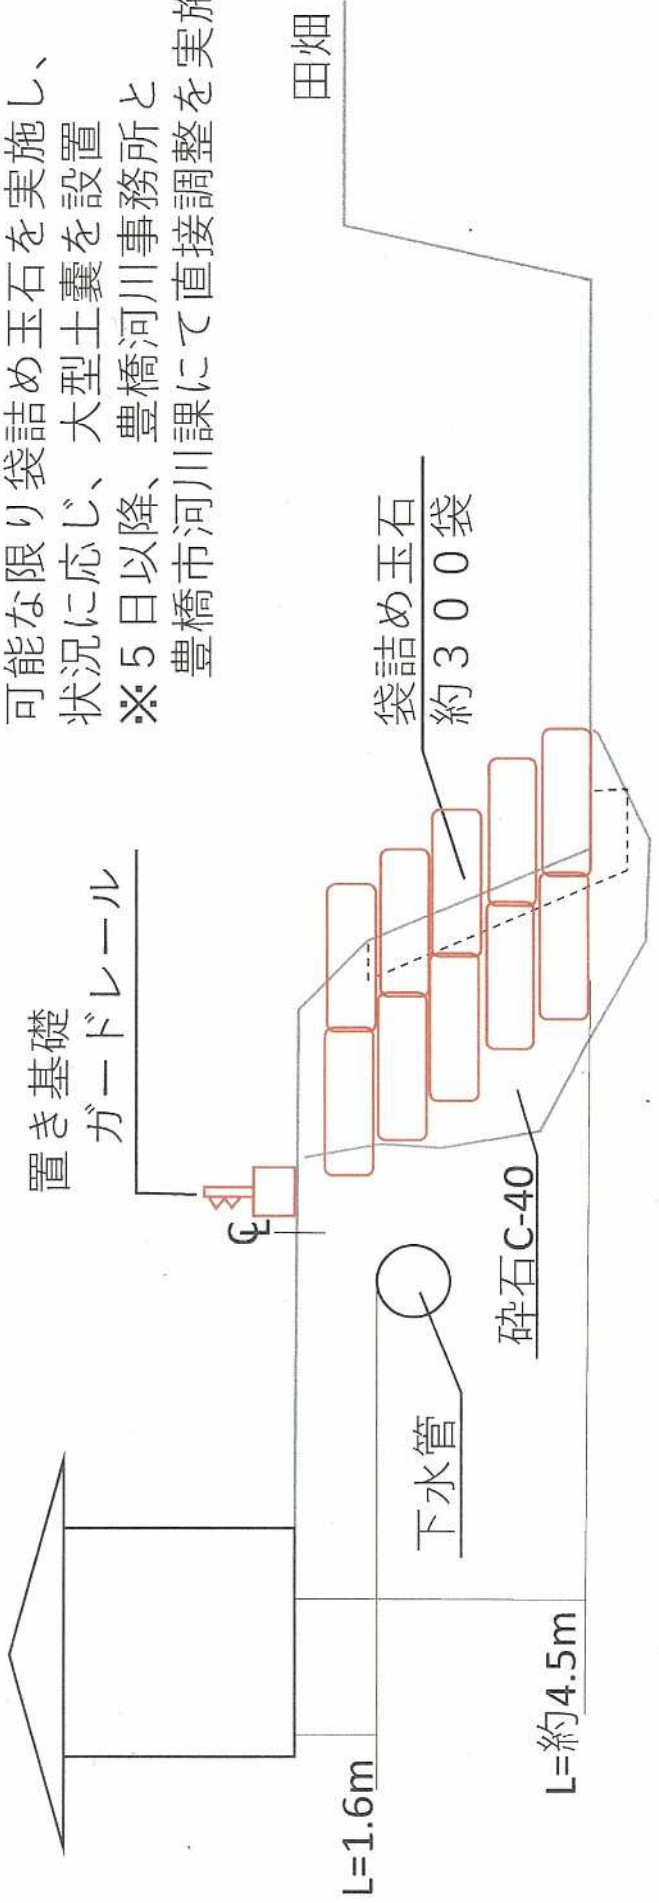 可能な限り袋詰め玉石を実施し、
状況に応じ、大型土嚢を設置
※５日以降、豊橋河川事務所と
豊橋市河川課にて直接調整を実施
田畑
置き基礎
ガードレール
CL
袋詰め玉石
約３００袋
砕石C-40
下水管
L=1.6m
L=約4.5m